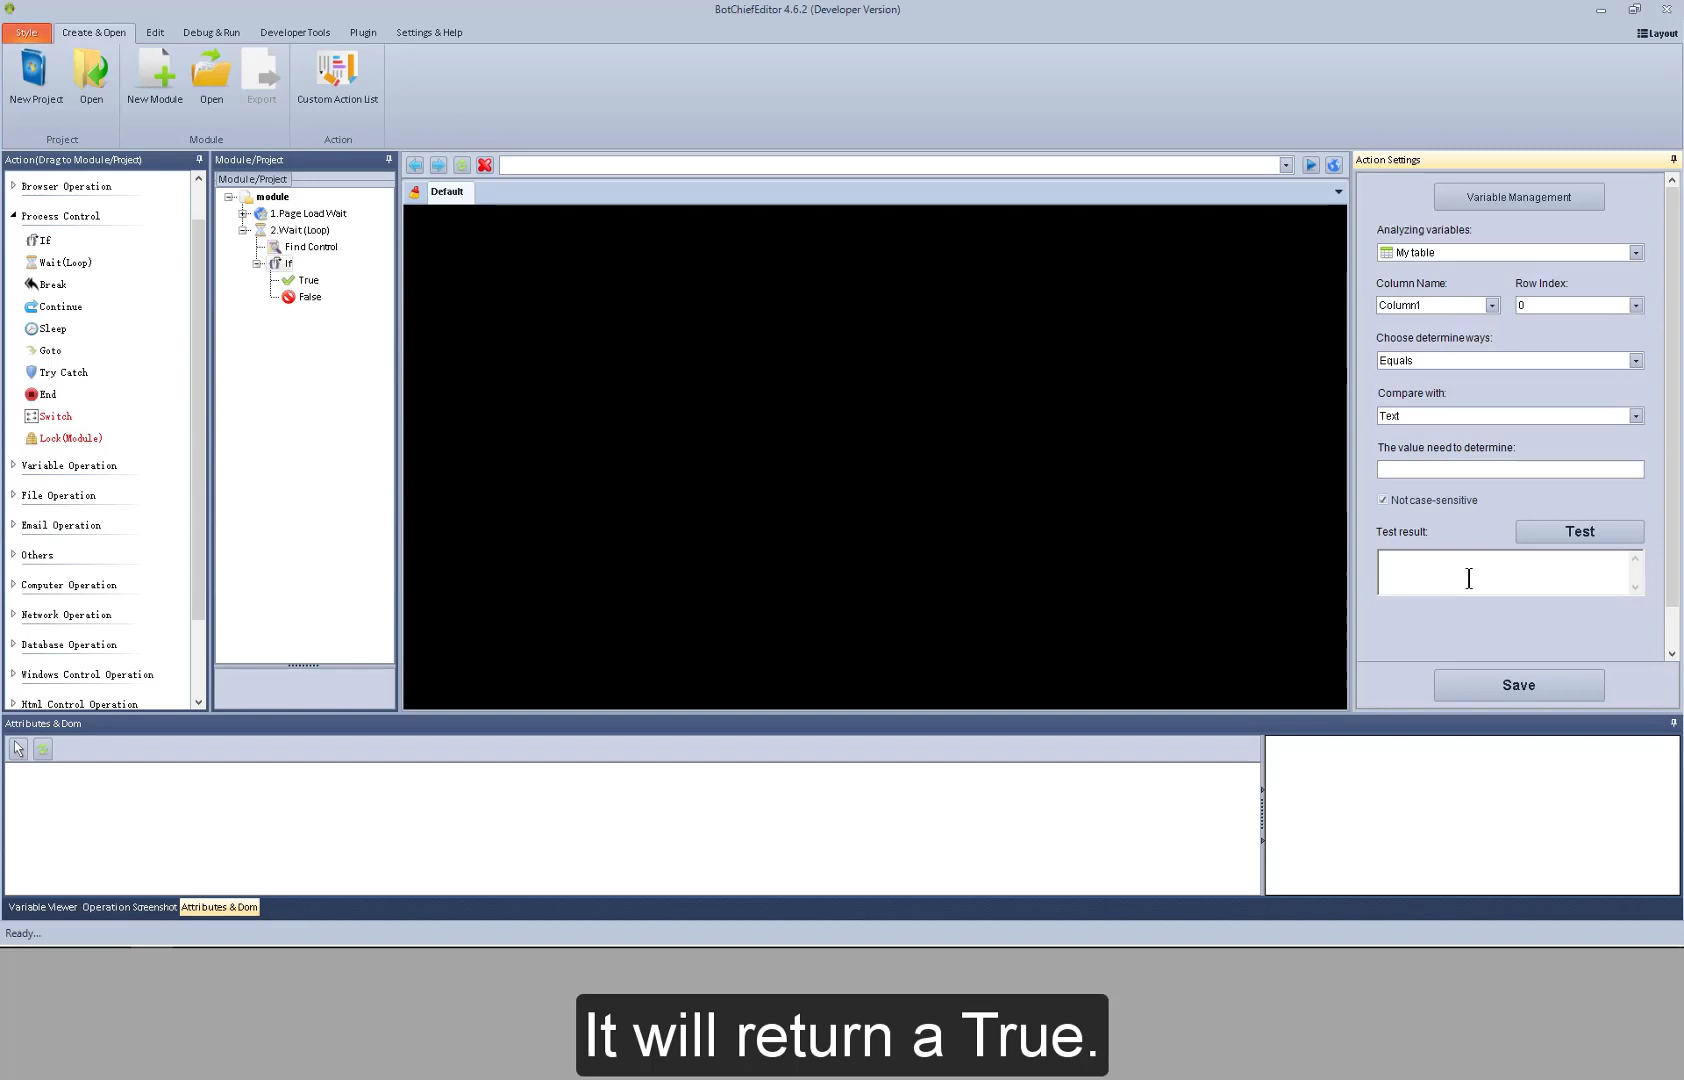 BotChiefEditor 4.6.2 (Developer Version)
Style
Create & Open
Edit
Debug & Run
Developer Tools
Plugin
Settings & Help
Layout
New Project
Open
New Module
Open
Export
Custom Action List
Project
Module
Action
Action(Drag to Module/Project)
Browser Operation
Process Control
If
Wait(Loop)
Break
Continue
Sleep
Goto
Try Catch
End
Switch
Lock(Module)
Variable Operation
File Operation
Email Operation
Others
Computer Operation
Network Operation
Database Operation
Windows Control Operation
Html Control Operation
Module/Project
Module/Project
module
1.Page Load Wait
2.Wait (Loop)
Find Control
If
True
False
Default
Action Settings
Variable Management
Analyzing variables:
My table
Column Name:
Row Index:
Column1
0
Choose determine ways:
Equals
Compare with:
Text
The value need to determine:
Not case-sensitive
Test result:
Test
Save
Attributes & Dom
Variable Viewer
Operation Screenshot
Attributes & Dom
Ready...
It will return a True.